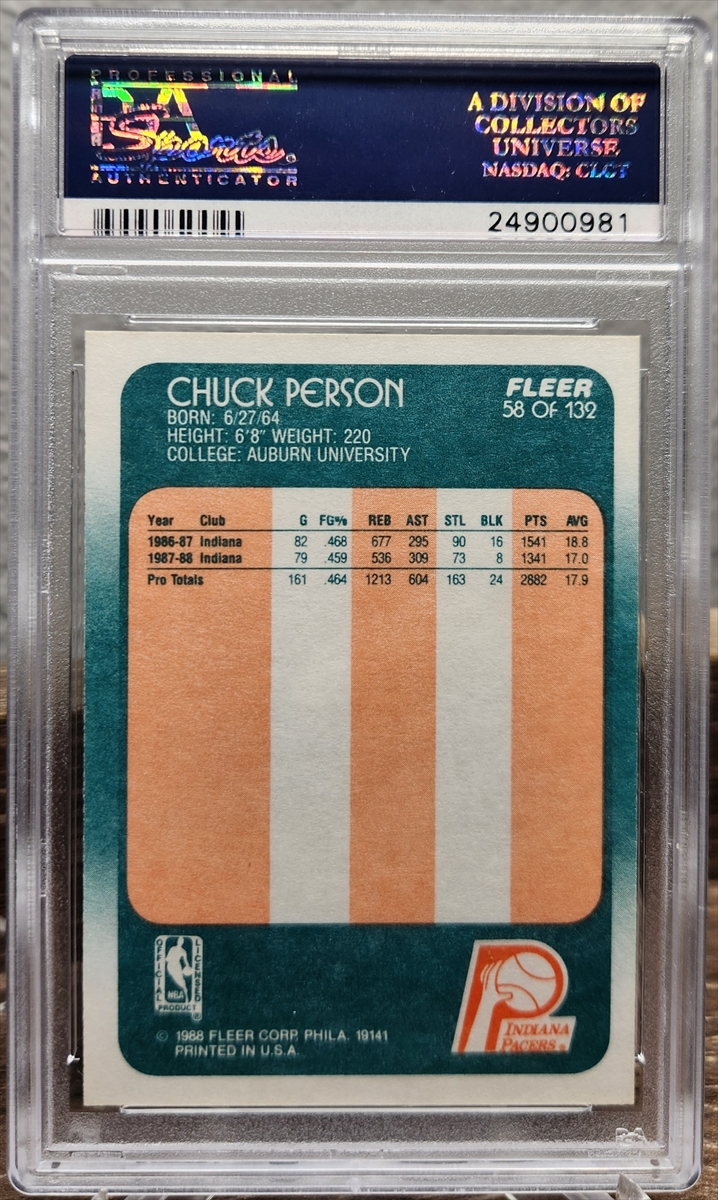 PROFESSIONAL
PSA
AUTHENTICATOR
A DIVISION OF
COLLECTORS
UNIVERSE
NASDAQ: CLCT
24900981
CHUCK PERSON
BORN: 6/27/64
HEIGHT: 6'8" WEIGHT: 220
COLLEGE: AUBURN UNIVERSITY
FLEER
58 OF 132
Year Club G FG% REB AST STL BLK PTS AVG
1986-87 Indiana 82 .468 677 295 90 16 1541 18.8
1987-88 Indiana 79 .459 536 309 73 8 1341 17.0
Pro Totals 161 .464 1213 604 163 24 2882 17.9
OFFICIAL
LICENSED
NBA
PRODUCT
®
INDIANA
PACERS ®
© 1988 FLEER CORP. PHILA. 19141
PRINTED IN U.S.A.
PSA